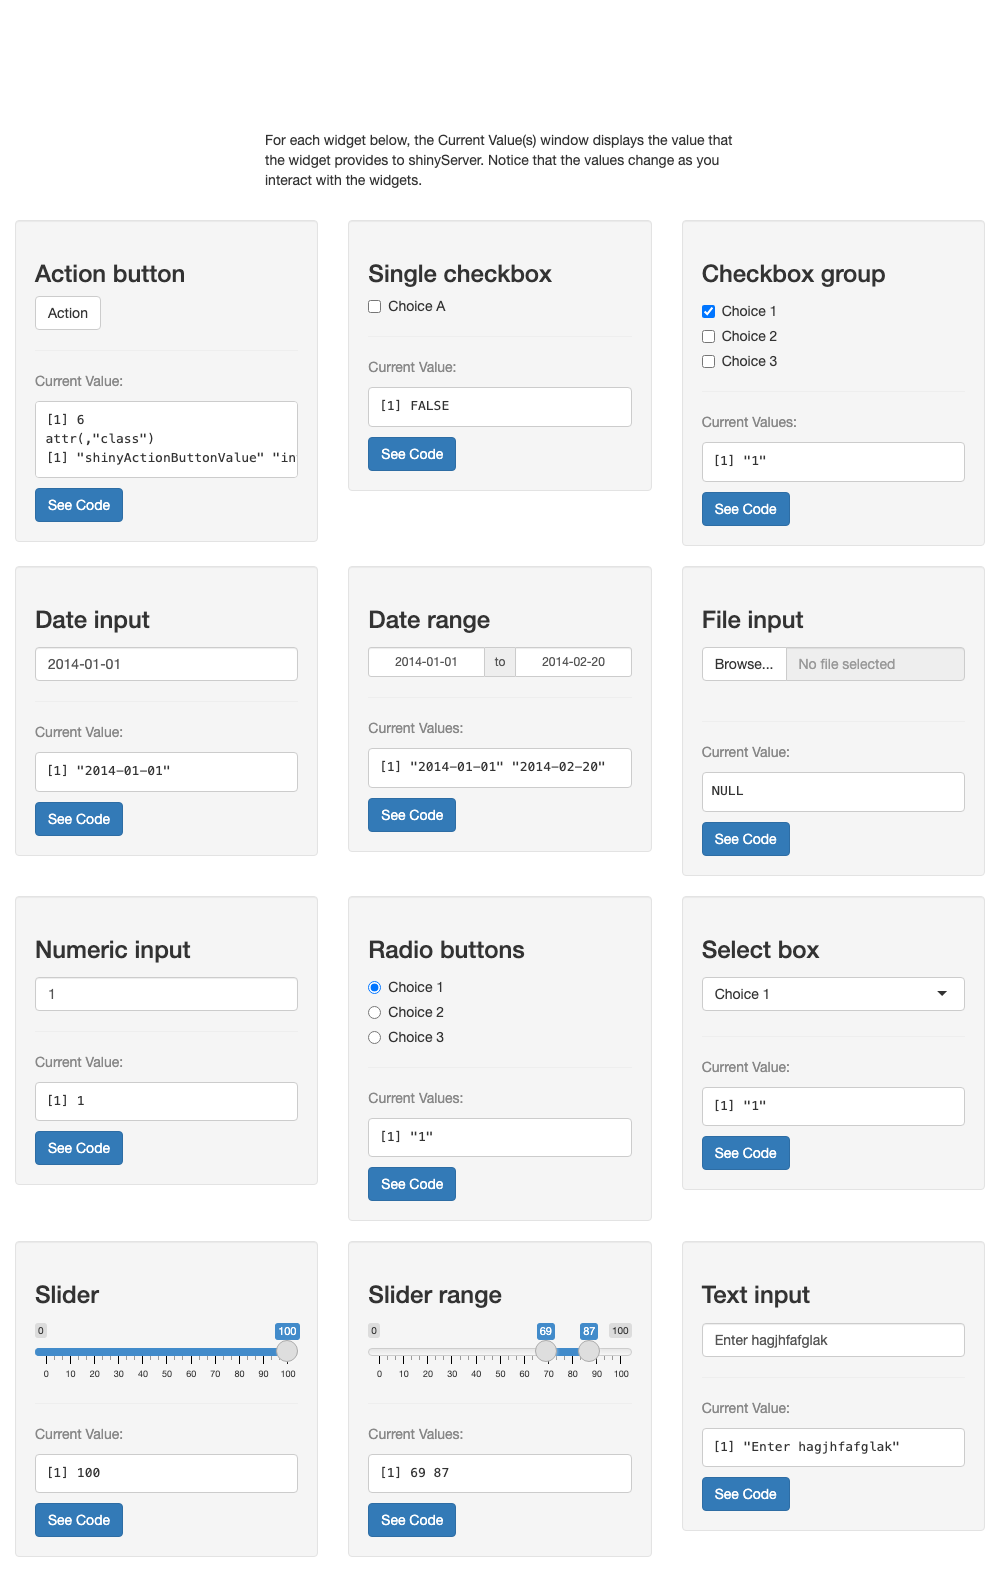 For each widget below, the Current Value(s) window displays the value that
the widget provides to shinyServer. Notice that the values change as you
interact with the widgets.
Action button
Action
Current Value:
[1] 6
attr(,"class")
[1] "shinyActionButtonValue" "in
See Code
Single checkbox
Choice A
Current Value:
[1] FALSE
See Code
Checkbox group
Choice 1
Choice 2
Choice 3
Current Values:
[1] "1"
See Code
Date input
2014-01-01
Current Value:
[1] "2014-01-01"
See Code
Date range
2014-01-01 to 2014-02-20
Current Values:
[1] "2014-01-01" "2014-02-20"
See Code
File input
Browse... No file selected
Current Value:
NULL
See Code
Numeric input
1
Current Value:
[1] 1
See Code
Radio buttons
Choice 1
Choice 2
Choice 3
Current Values:
[1] "1"
See Code
Select box
Choice 1
Current Value:
[1] "1"
See Code
Slider
0 100
0 10 20 30 40 50 60 70 80 90 100
Current Value:
[1] 100
See Code
Slider range
0 69 87 100
0 10 20 30 40 50 60 70 80 90 100
Current Values:
[1] 69 87
See Code
Text input
Enter hagjhfafglak
Current Value:
[1] "Enter hagjhfafglak"
See Code